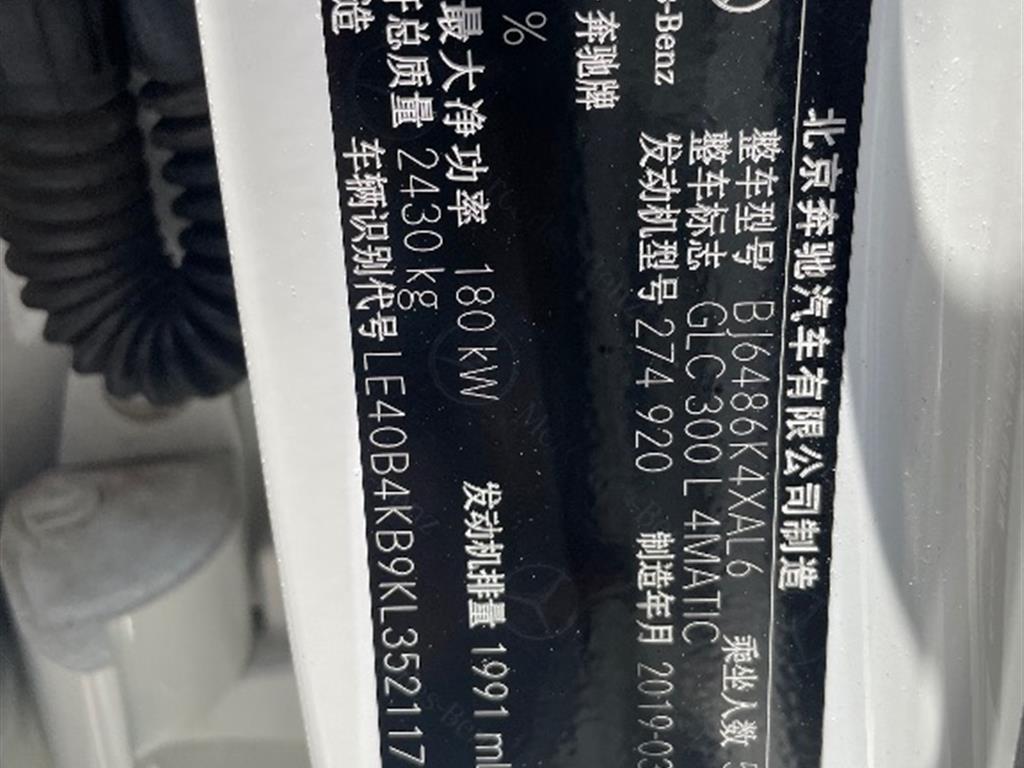 北京奔驰汽车有限公司制造
整车型号 BJ6486K4XAL6 乘坐人数
整车标志 GLC 300 L 4MATIC
发动机型号 274 920 制造年月 2019-03
-Benz
奔驰牌
%
最大净功率 180 kW 发动机排量 1991 ml
总质量 2430 kg
车辆识别代号 LE40B4KB9KL352117
造